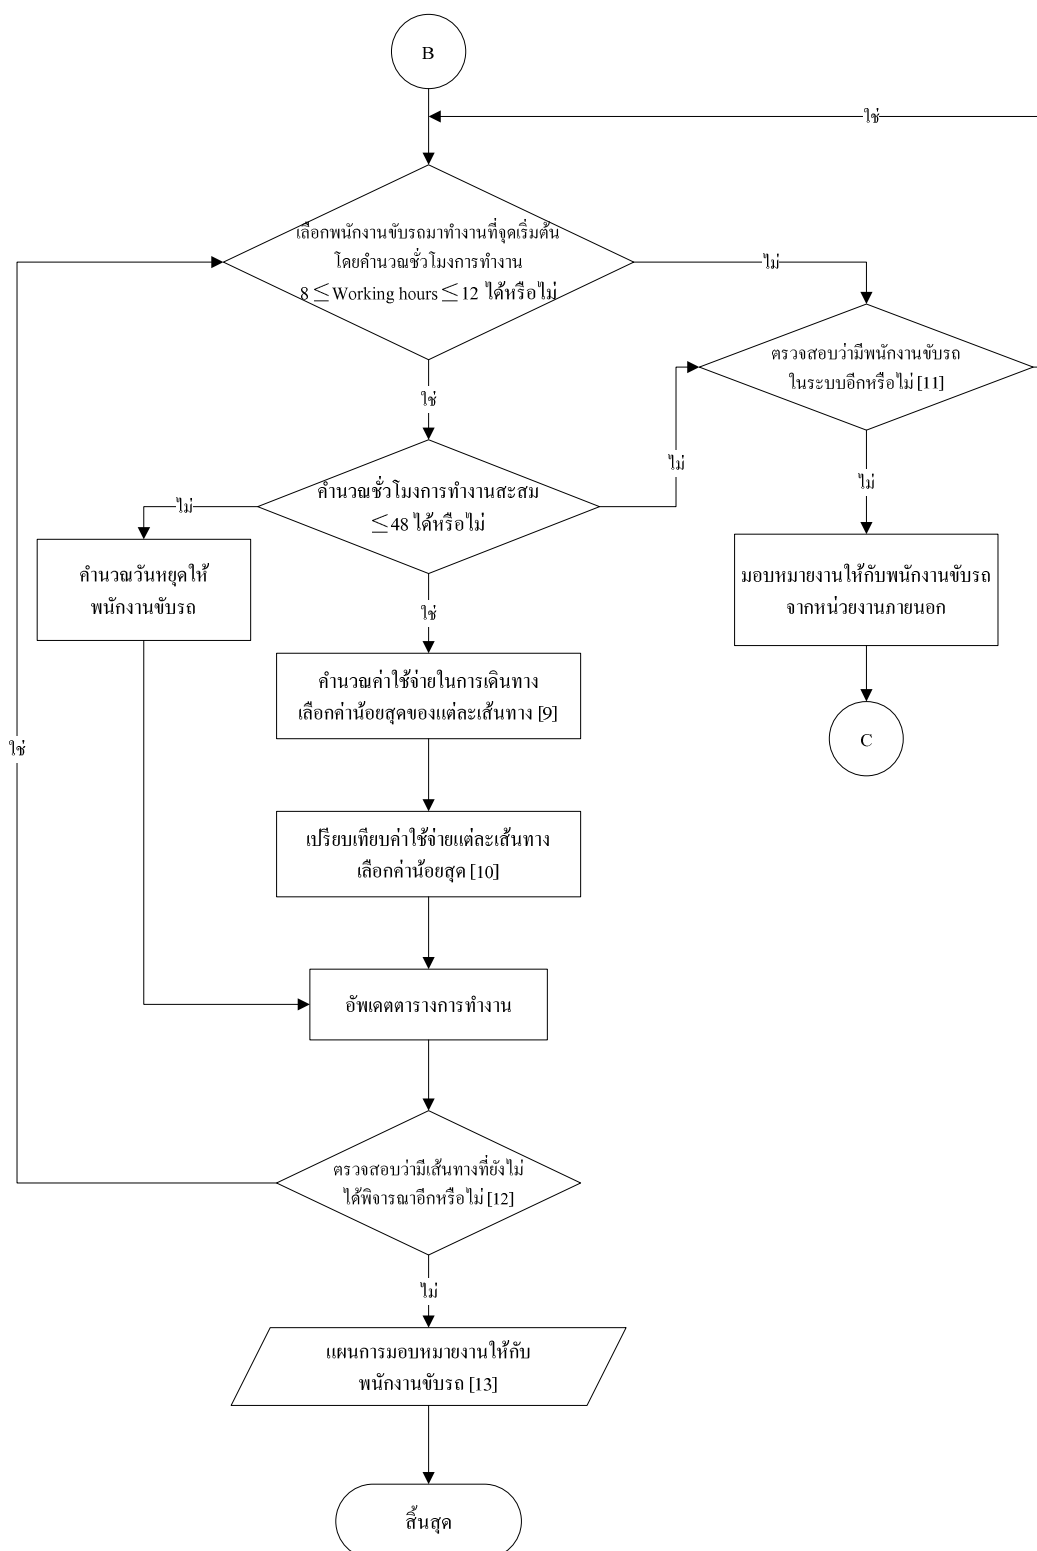 B
ใช่
เลือกพนักงานขับรถมาทำงานที่จุดเริ่มต้น
โดยคำนวณชั่วโมงการทำงาน
8 ≤ Working hours ≤ 12 ได้หรือไม่
ไม่
ตรวจสอบว่ามีพนักงานขับรถ
ในระบบอีกหรือไม่ [11]
ใช่
ไม่
ไม่
คำนวณชั่วโมงการทำงานสะสม
≤ 48 ได้หรือไม่
ไม่
คำนวณวันหยุดให้
พนักงานขับรถ
มอบหมายงานให้กับพนักงานขับรถ
จากหน่วยงานภายนอก
ใช่
คำนวณค่าใช้จ่ายในการเดินทาง
เลือกค่าน้อยสุดของแต่ละเส้นทาง [9]
C
ใช่
เปรียบเทียบค่าใช้จ่ายแต่ละเส้นทาง
เลือกค่าน้อยสุด [10]
อัพเดตตารางการทำงาน
ตรวจสอบว่ามีเส้นทางที่ยังไม่
ได้พิจารณาอีกหรือไม่ [12]
ไม่
แผนการมอบหมายงานให้กับ
พนักงานขับรถ [13]
สิ้นสุด